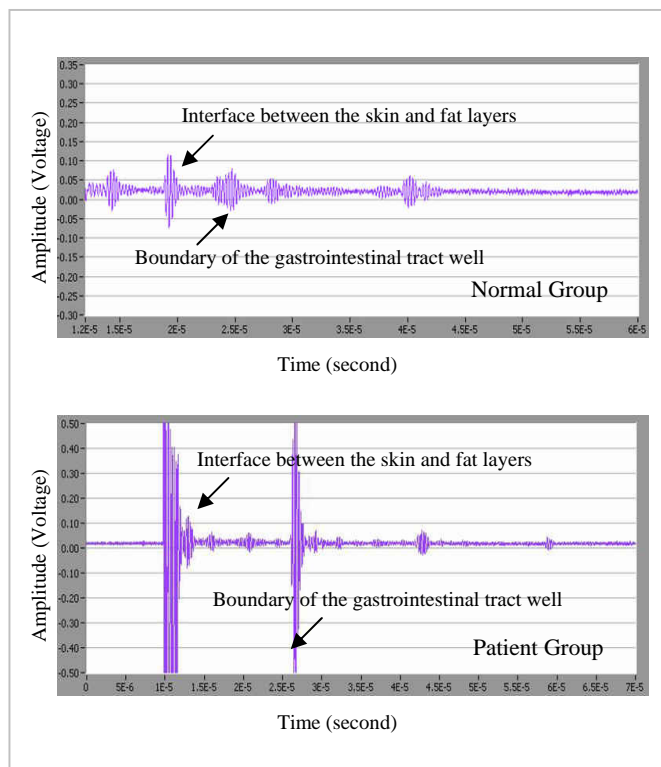 0.35
0.30
0.25
0.20
0.15
0.10
0.05
0.00
-0.05
-0.10
-0.15
-0.20
-0.25
-0.30
Amplitude (Voltage)
Interface between the skin and fat layers
Boundary of the gastrointestinal tract well
Normal Group
1.2E-5 1.5E-5 2E-5 2.5E-5 3E-5 3.5E-5 4E-5 4.5E-5 5E-5 5.5E-5 6E-5
Time (second)
0.50
0.40
0.30
0.20
0.10
0.00
-0.10
-0.20
-0.30
-0.40
-0.50
Amplitude (Voltage)
Interface between the skin and fat layers
Boundary of the gastrointestinal tract well
Patient Group
0 5E-6 1E-5 1.5E-5 2E-5 2.5E-5 3E-5 3.5E-5 4E-5 4.5E-5 5E-5 5.5E-5 6E-5 6.5E-5 7E-5
Time (second)